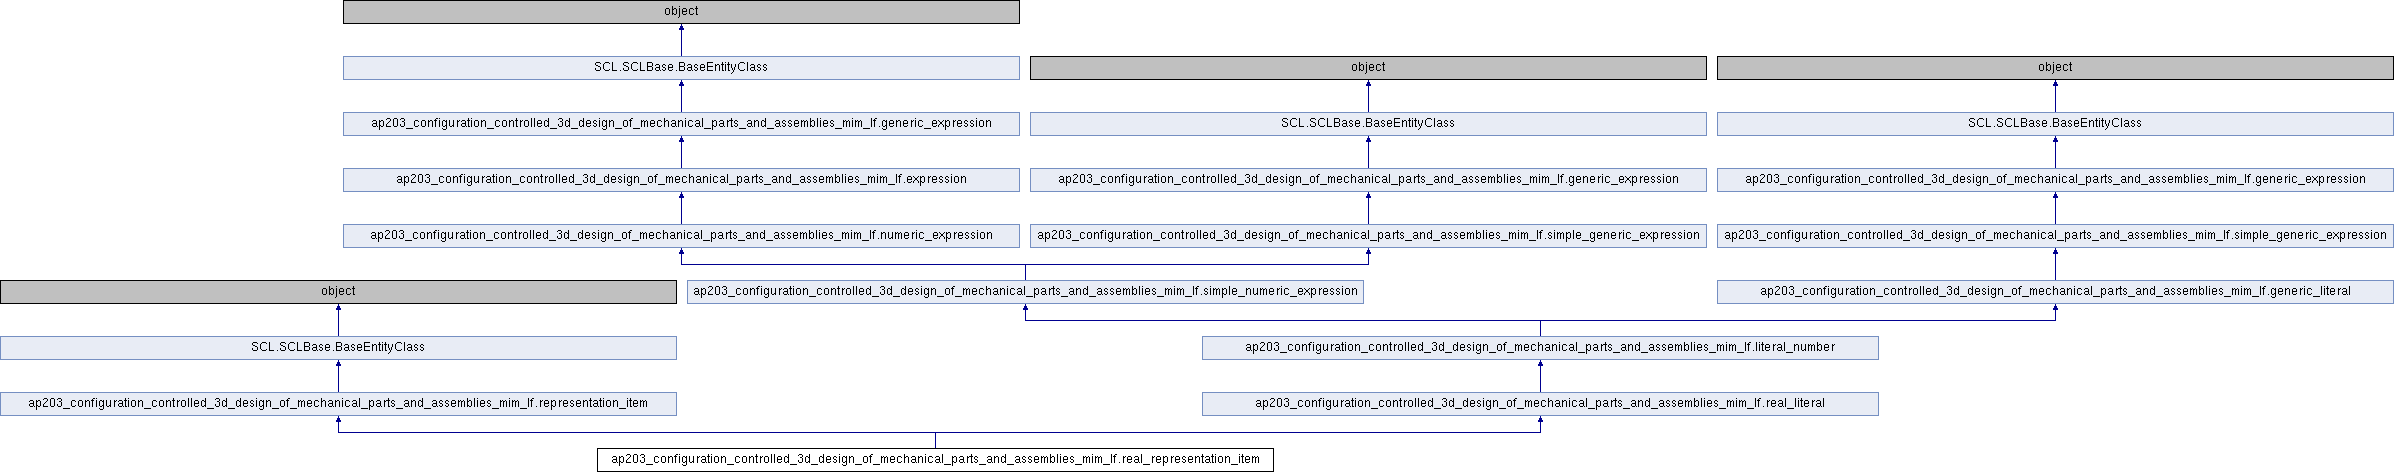 object
SCL.SCLBase.BaseEntityClass
object
object
ap203_configuration_controlled_3d_design_of_mechanical_parts_and_assemblies_mim_lf.generic_expression
SCL.SCLBase.BaseEntityClass
SCL.SCLBase.BaseEntityClass
ap203_configuration_controlled_3d_design_of_mechanical_parts_and_assemblies_mim_lf.expression
ap203_configuration_controlled_3d_design_of_mechanical_parts_and_assemblies_mim_lf.generic_expression
ap203_configuration_controlled_3d_design_of_mechanical_parts_and_assemblies_mim_lf.generic_expression
ap203_configuration_controlled_3d_design_of_mechanical_parts_and_assemblies_mim_lf.numeric_expression
ap203_configuration_controlled_3d_design_of_mechanical_parts_and_assemblies_mim_lf.simple_generic_expression
ap203_configuration_controlled_3d_design_of_mechanical_parts_and_assemblies_mim_lf.simple_generic_expression
object
ap203_configuration_controlled_3d_design_of_mechanical_parts_and_assemblies_mim_lf.simple_numeric_expression
ap203_configuration_controlled_3d_design_of_mechanical_parts_and_assemblies_mim_lf.generic_literal
SCL.SCLBase.BaseEntityClass
ap203_configuration_controlled_3d_design_of_mechanical_parts_and_assemblies_mim_lf.literal_number
ap203_configuration_controlled_3d_design_of_mechanical_parts_and_assemblies_mim_lf.representation_item
ap203_configuration_controlled_3d_design_of_mechanical_parts_and_assemblies_mim_lf.real_literal
ap203_configuration_controlled_3d_design_of_mechanical_parts_and_assemblies_mim_lf.real_representation_item